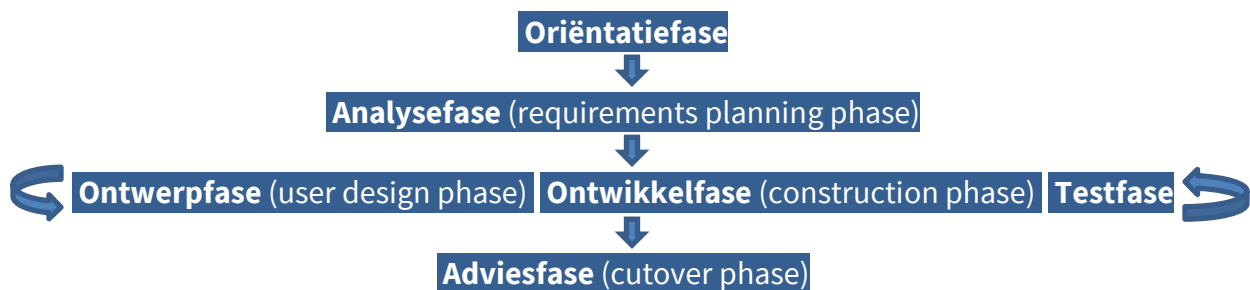 Oriëntatiefase
Analysefase (requirements planning phase)
Ontwerpfase (user design phase) Ontwikkelfase (construction phase) Testfase
Adviesfase (cutover phase)